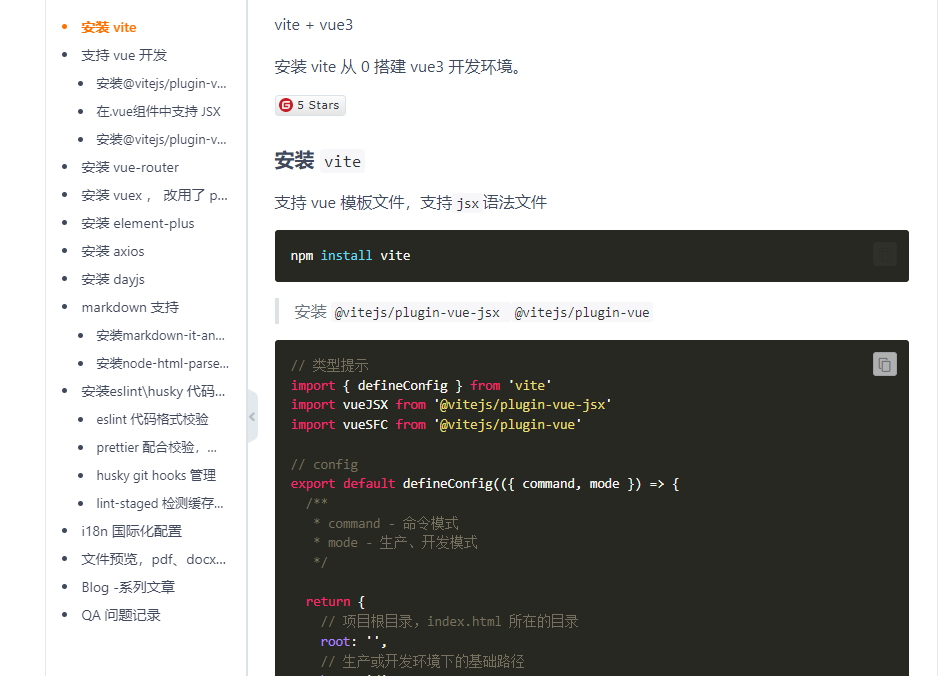 安装 vite
支持 vue 开发
安装@vitejs/plugin-v...
在.vue组件中支持 JSX
安装@vitejs/plugin-v...
安装 vue-router
安装 vuex ， 改用了 p...
安装 element-plus
安装 axios
安装 dayjs
markdown 支持
安装markdown-it-an...
安装node-html-parse...
安装eslint\husky 代码...
eslint 代码格式校验
prettier 配合校验，...
husky git hooks 管理
lint-staged 检测缓存...
i18n 国际化配置
文件预览，pdf、docx...
Blog -系列文章
QA 问题记录
vite + vue3
安装 vite 从 0 搭建 vue3 开发环境。
G 5 Stars
安装 vite
支持 vue 模板文件，支持 jsx 语法文件
npm install vite
安装 @vitejs/plugin-vue-jsx @vitejs/plugin-vue
// 类型提示
import { defineConfig } from 'vite'
import vueJSX from '@vitejs/plugin-vue-jsx'
import vueSFC from '@vitejs/plugin-vue'
// config
export default defineConfig(({ command, mode }) => {
/**
* command - 命令模式
* mode - 生产、开发模式
*/
return {
// 项目根目录，index.html 所在的目录
root: '',
// 生产或开发环境下的基础路径